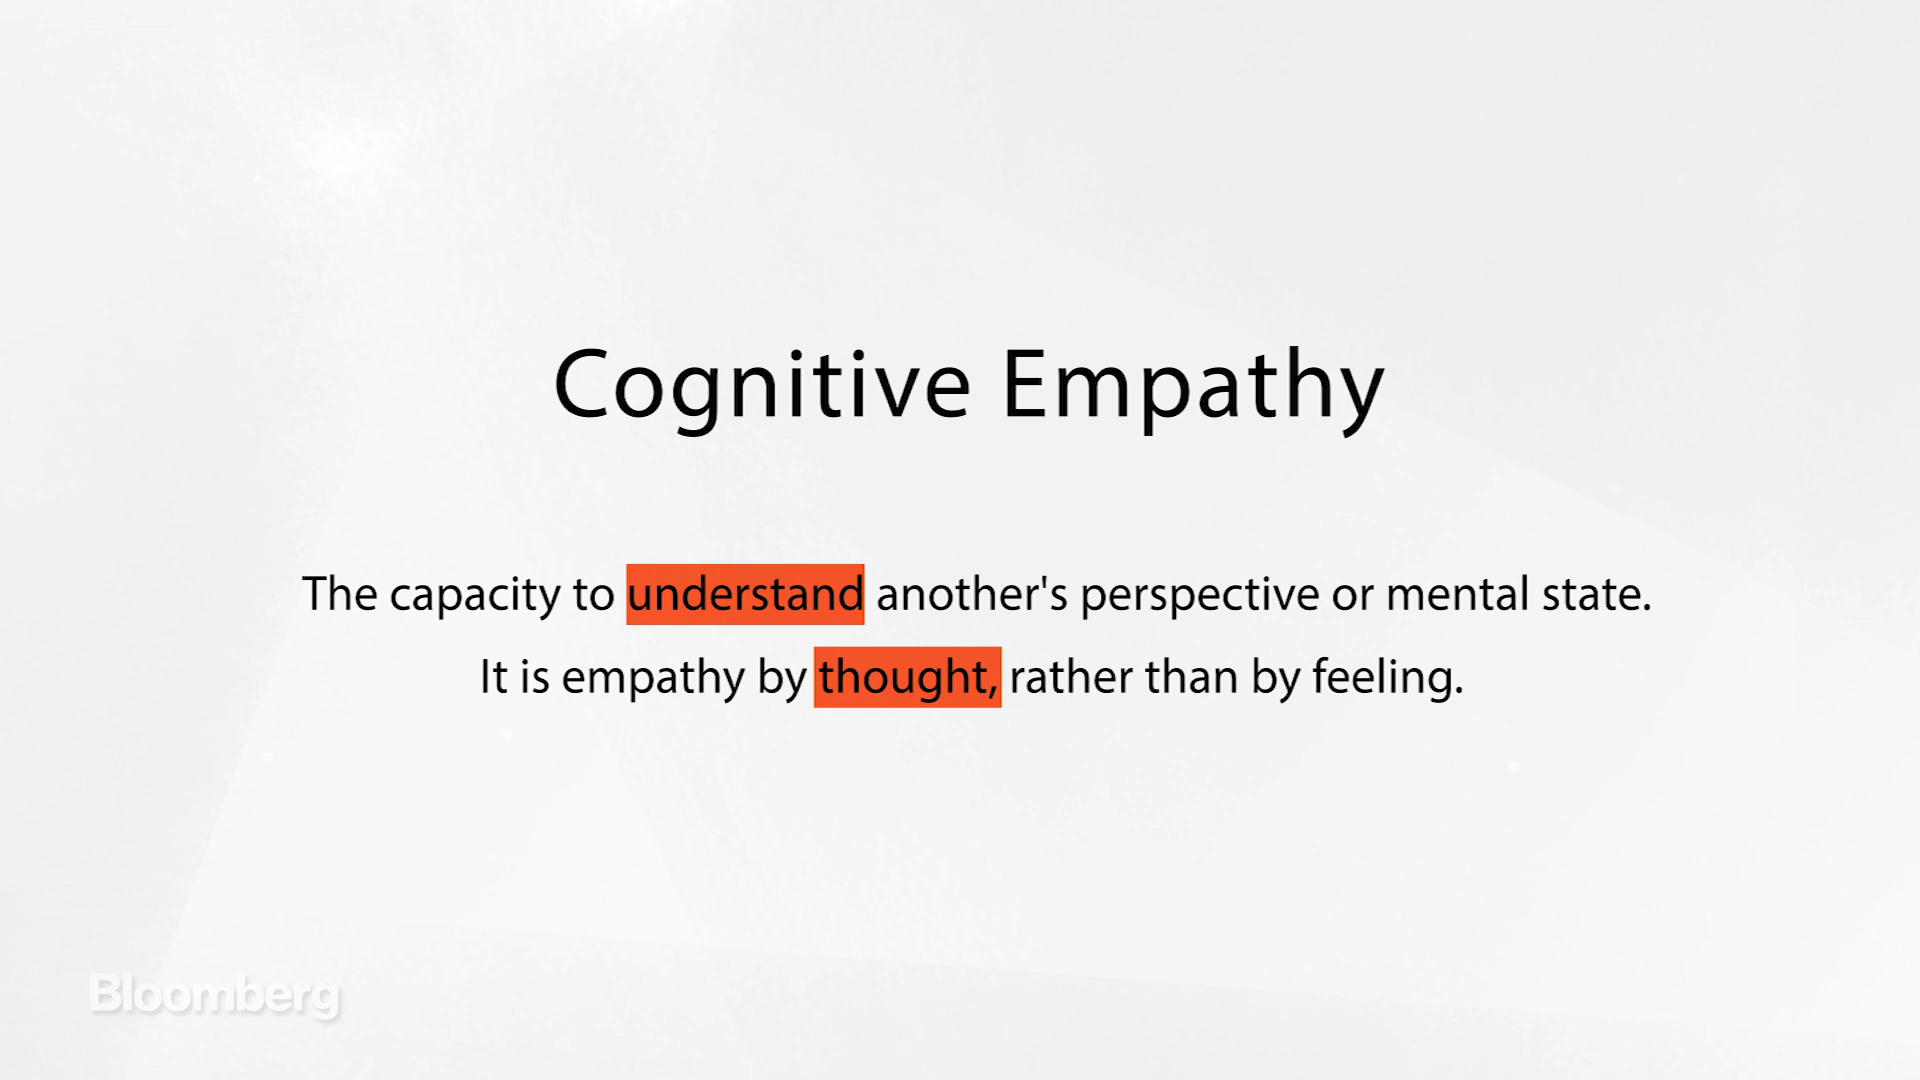 Cognitive Empathy
The capacity to understand another's perspective or mental state.
It is empathy by thought, rather than by feeling.
Bloomberg